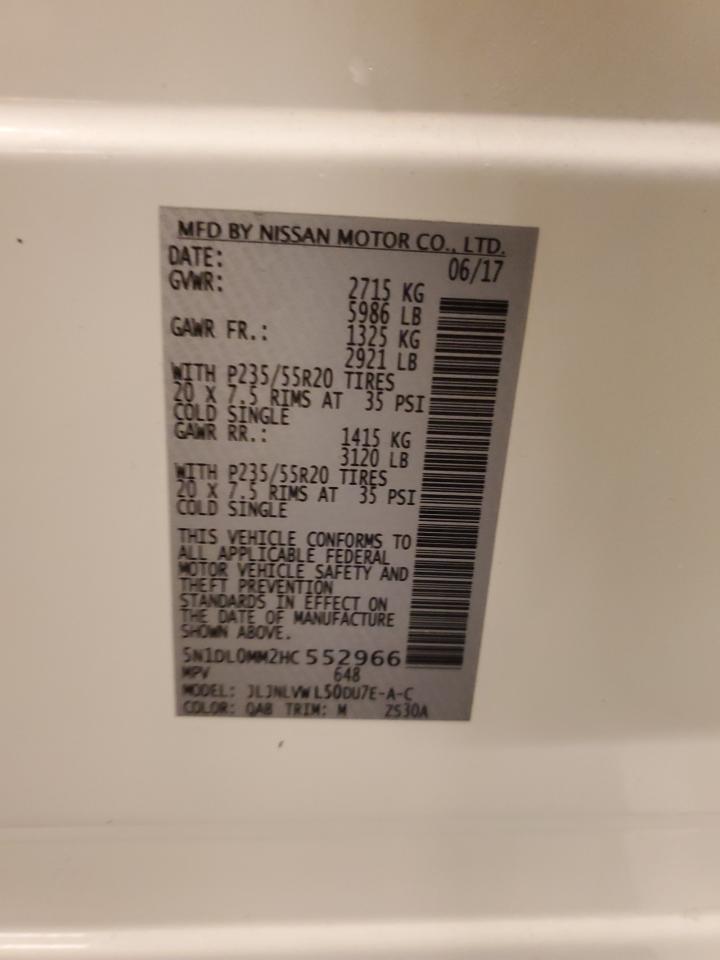 MFD BY NISSAN MOTOR CO., LTD.
DATE: 06/17
GVWR: 2715 KG
5986 LB
GAWR FR.: 1325 KG
2921 LB
WITH P235/55R20 TIRES
20 X 7.5 RIMS AT 35 PSI
COLD SINGLE
GAWR RR.: 1415 KG
3120 LB
WITH P235/55R20 TIRES
20 X 7.5 RIMS AT 35 PSI
COLD SINGLE
THIS VEHICLE CONFORMS TO
ALL APPLICABLE FEDERAL
MOTOR VEHICLE SAFETY AND
THEFT PREVENTION
STANDARDS IN EFFECT ON
THE DATE OF MANUFACTURE
SHOWN ABOVE.
5N1DL0MM2HC552966
MPV 648
MODEL: JLJNLVWL50DU7E-A-C
COLOR: QAB TRIM: M ZS30A